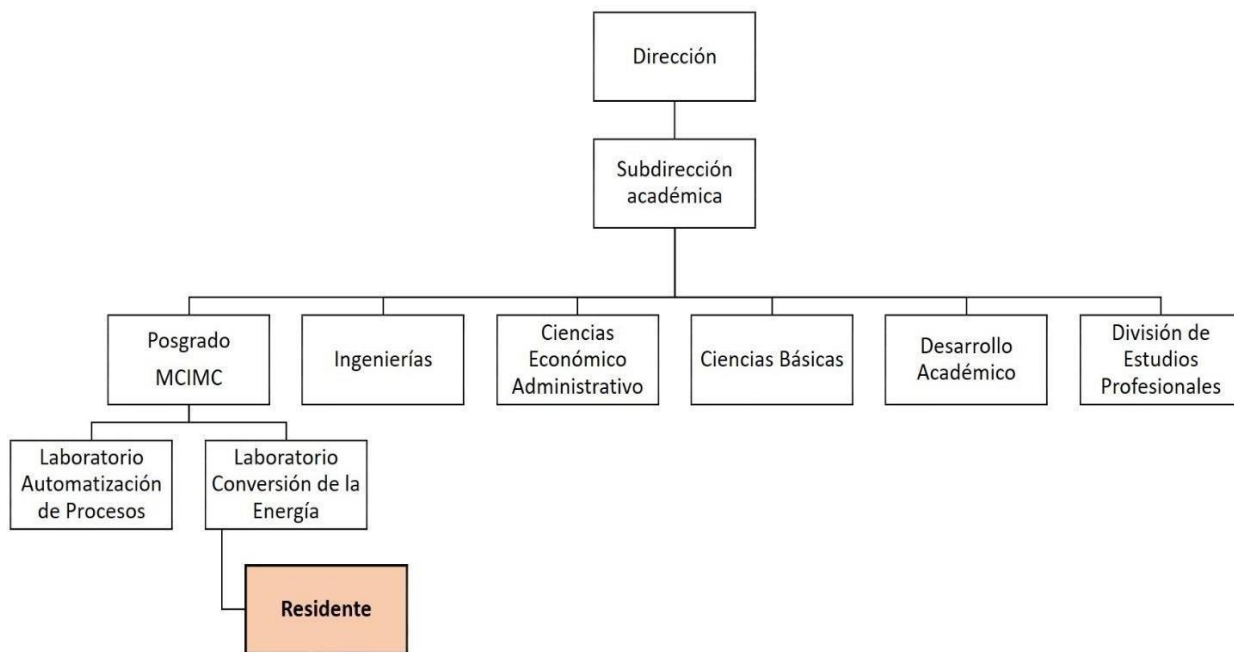 Dirección
Subdirección
académica
Posgrado
MCIMC
Ingenierías
Ciencias
Económico
Administrativo
Ciencias Básicas
Desarrollo
Académico
División de
Estudios
Profesionales
Laboratorio
Automatización
de Procesos
Laboratorio
Conversión de la
Energía
Residente